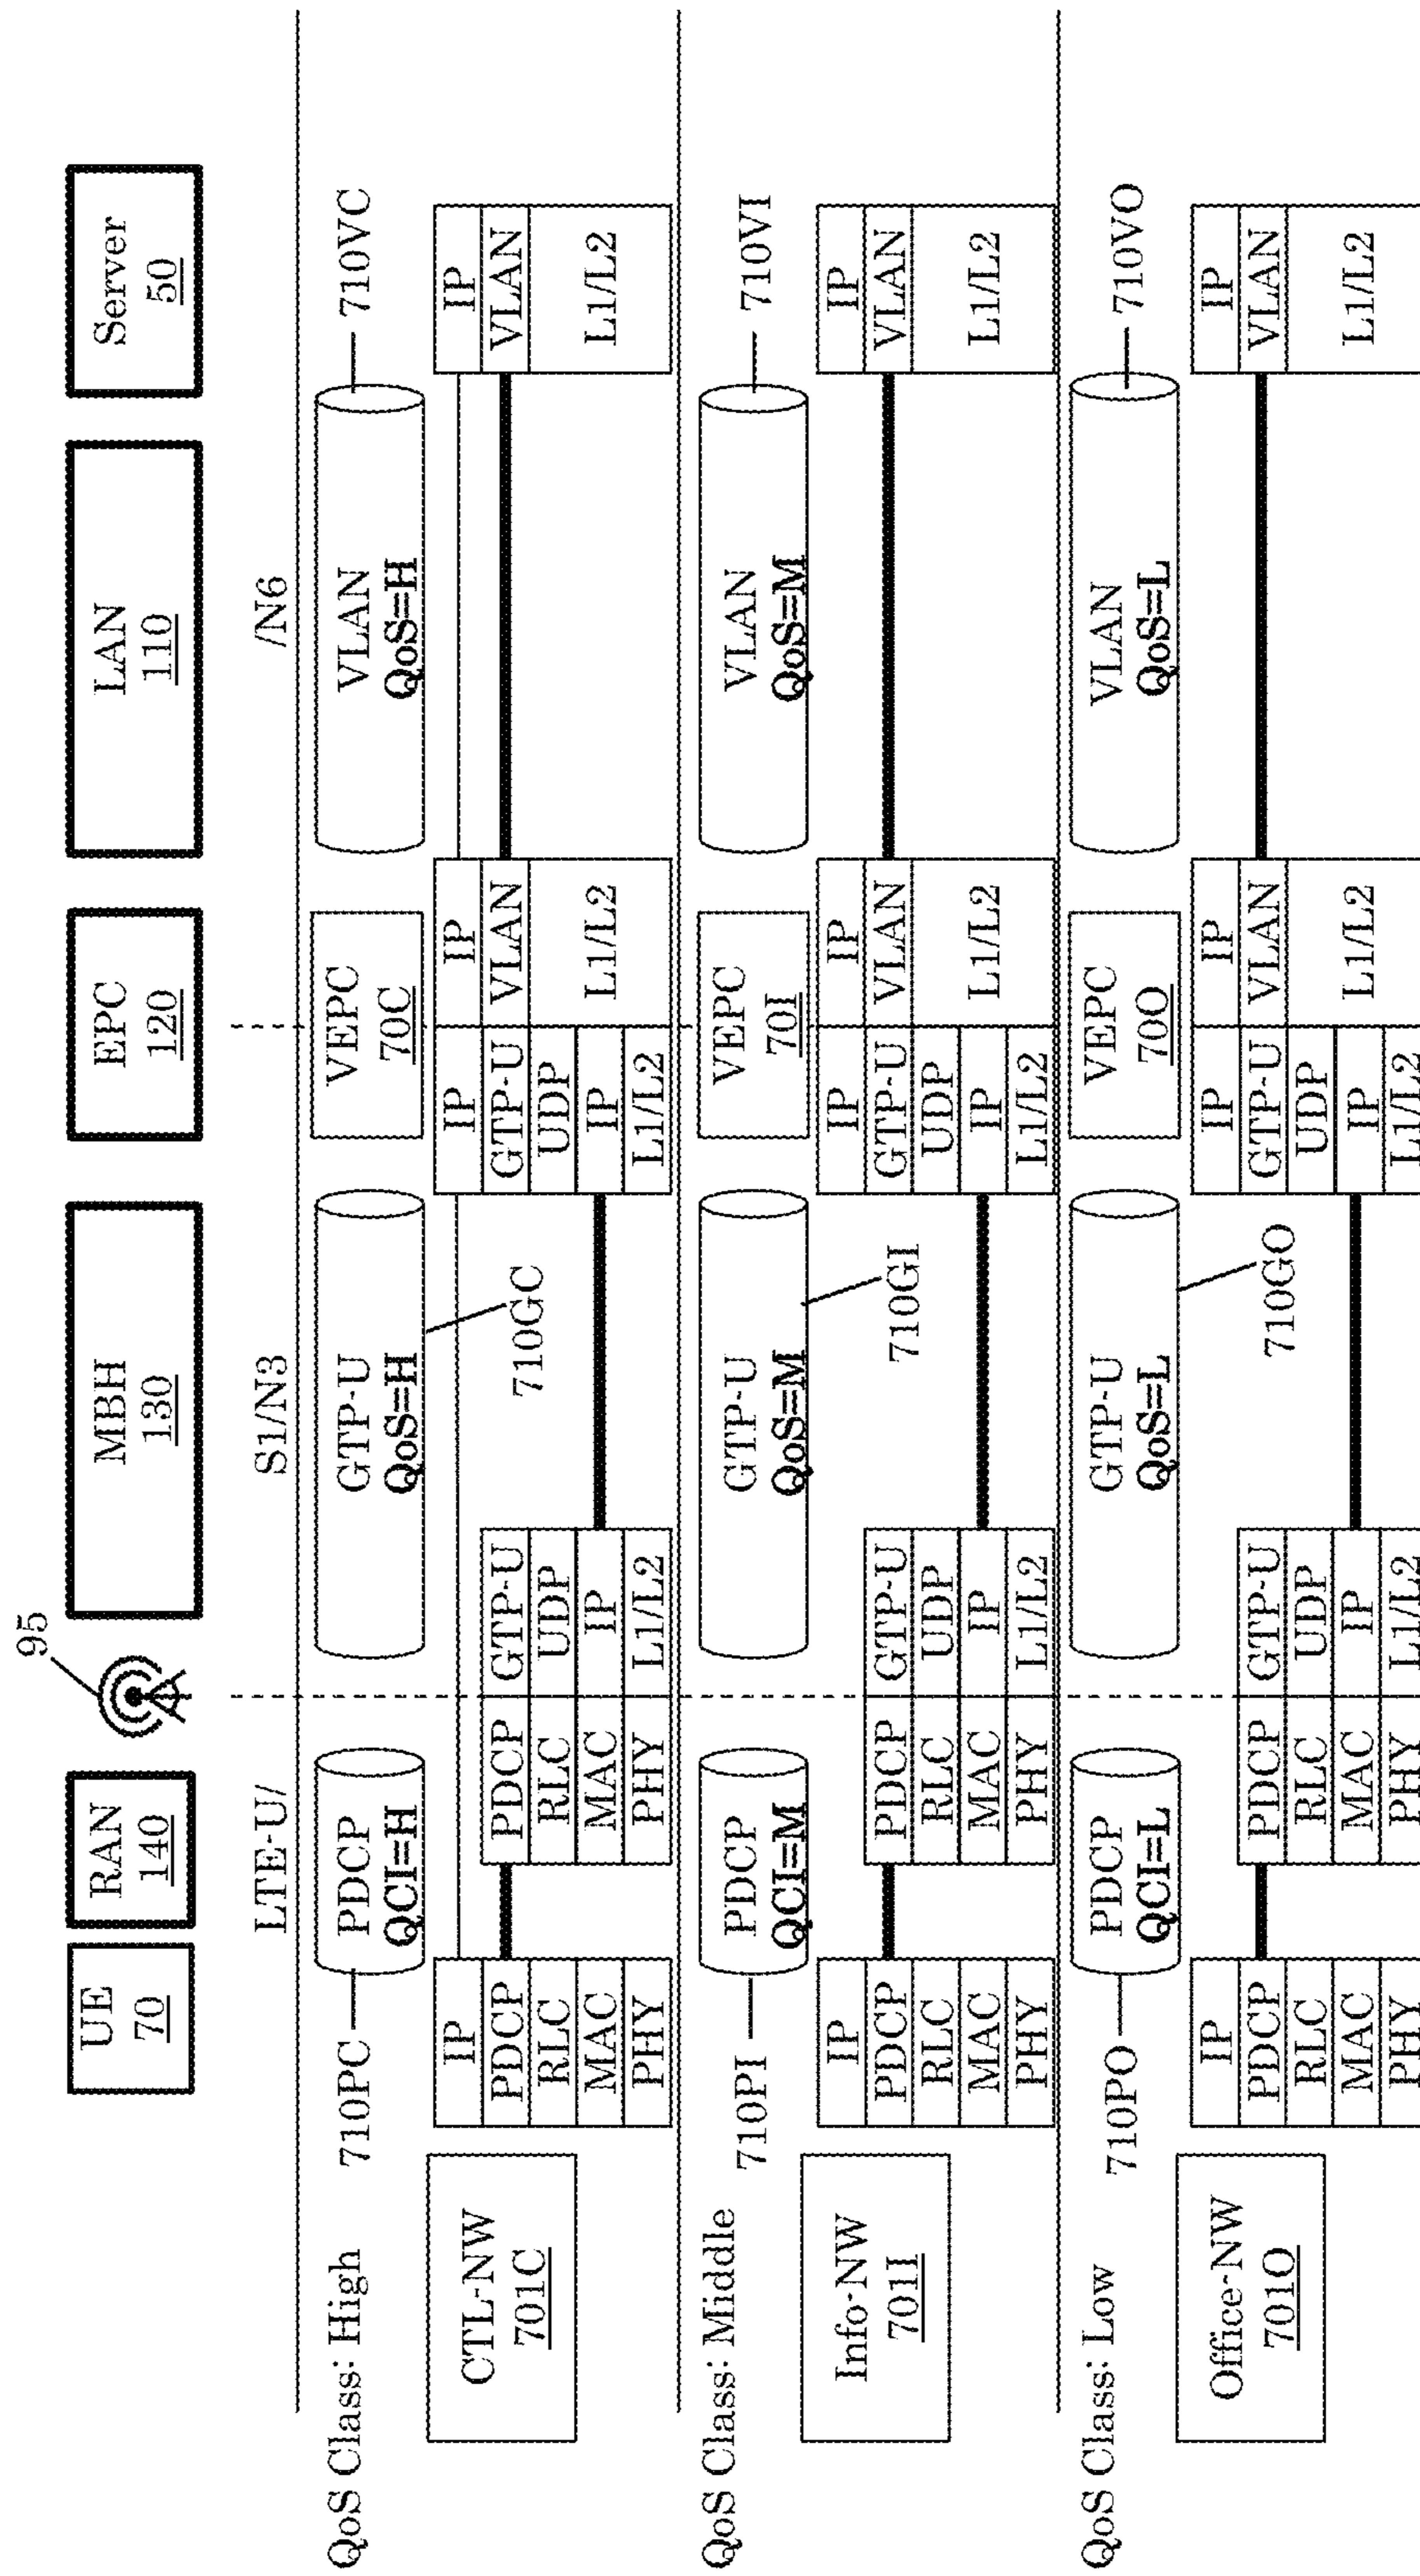 95
UE
70
RAN
140
MBH
130
EPC
120
LAN
110
Server
50
LTE-U/
S1/N3
/N6
QoS Class: High
710PC
PDCP
QCI=H
GTP-U
QoS=H
VEPC
70C
VLAN
QoS=H
710VC
CTL-NW
701C
IP
PDCP
RLC
MAC
PHY
PDCP
RLC
MAC
PHY
GTP-U
UDP
IP
L1/L2
710GC
IP
GTP-U
UDP
IP
L1/L2
IP
VLAN
L1/L2
IP
VLAN
L1/L2
QoS Class: Middle
710PI
PDCP
QCI=M
GTP-U
QoS=M
VEPC
70I
VLAN
QoS=M
710VI
Info-NW
701I
IP
PDCP
RLC
MAC
PHY
PDCP
RLC
MAC
PHY
GTP-U
UDP
IP
L1/L2
710GI
IP
GTP-U
UDP
IP
L1/L2
IP
VLAN
L1/L2
IP
VLAN
L1/L2
QoS Class: Low
710PO
PDCP
QCI=L
GTP-U
QoS=L
VEPC
70O
VLAN
QoS=L
710VO
Office-NW
701O
IP
PDCP
RLC
MAC
PHY
PDCP
RLC
MAC
PHY
GTP-U
UDP
IP
L1/L2
710GO
IP
GTP-U
UDP
IP
L1/L2
IP
VLAN
L1/L2
IP
VLAN
L1/L2